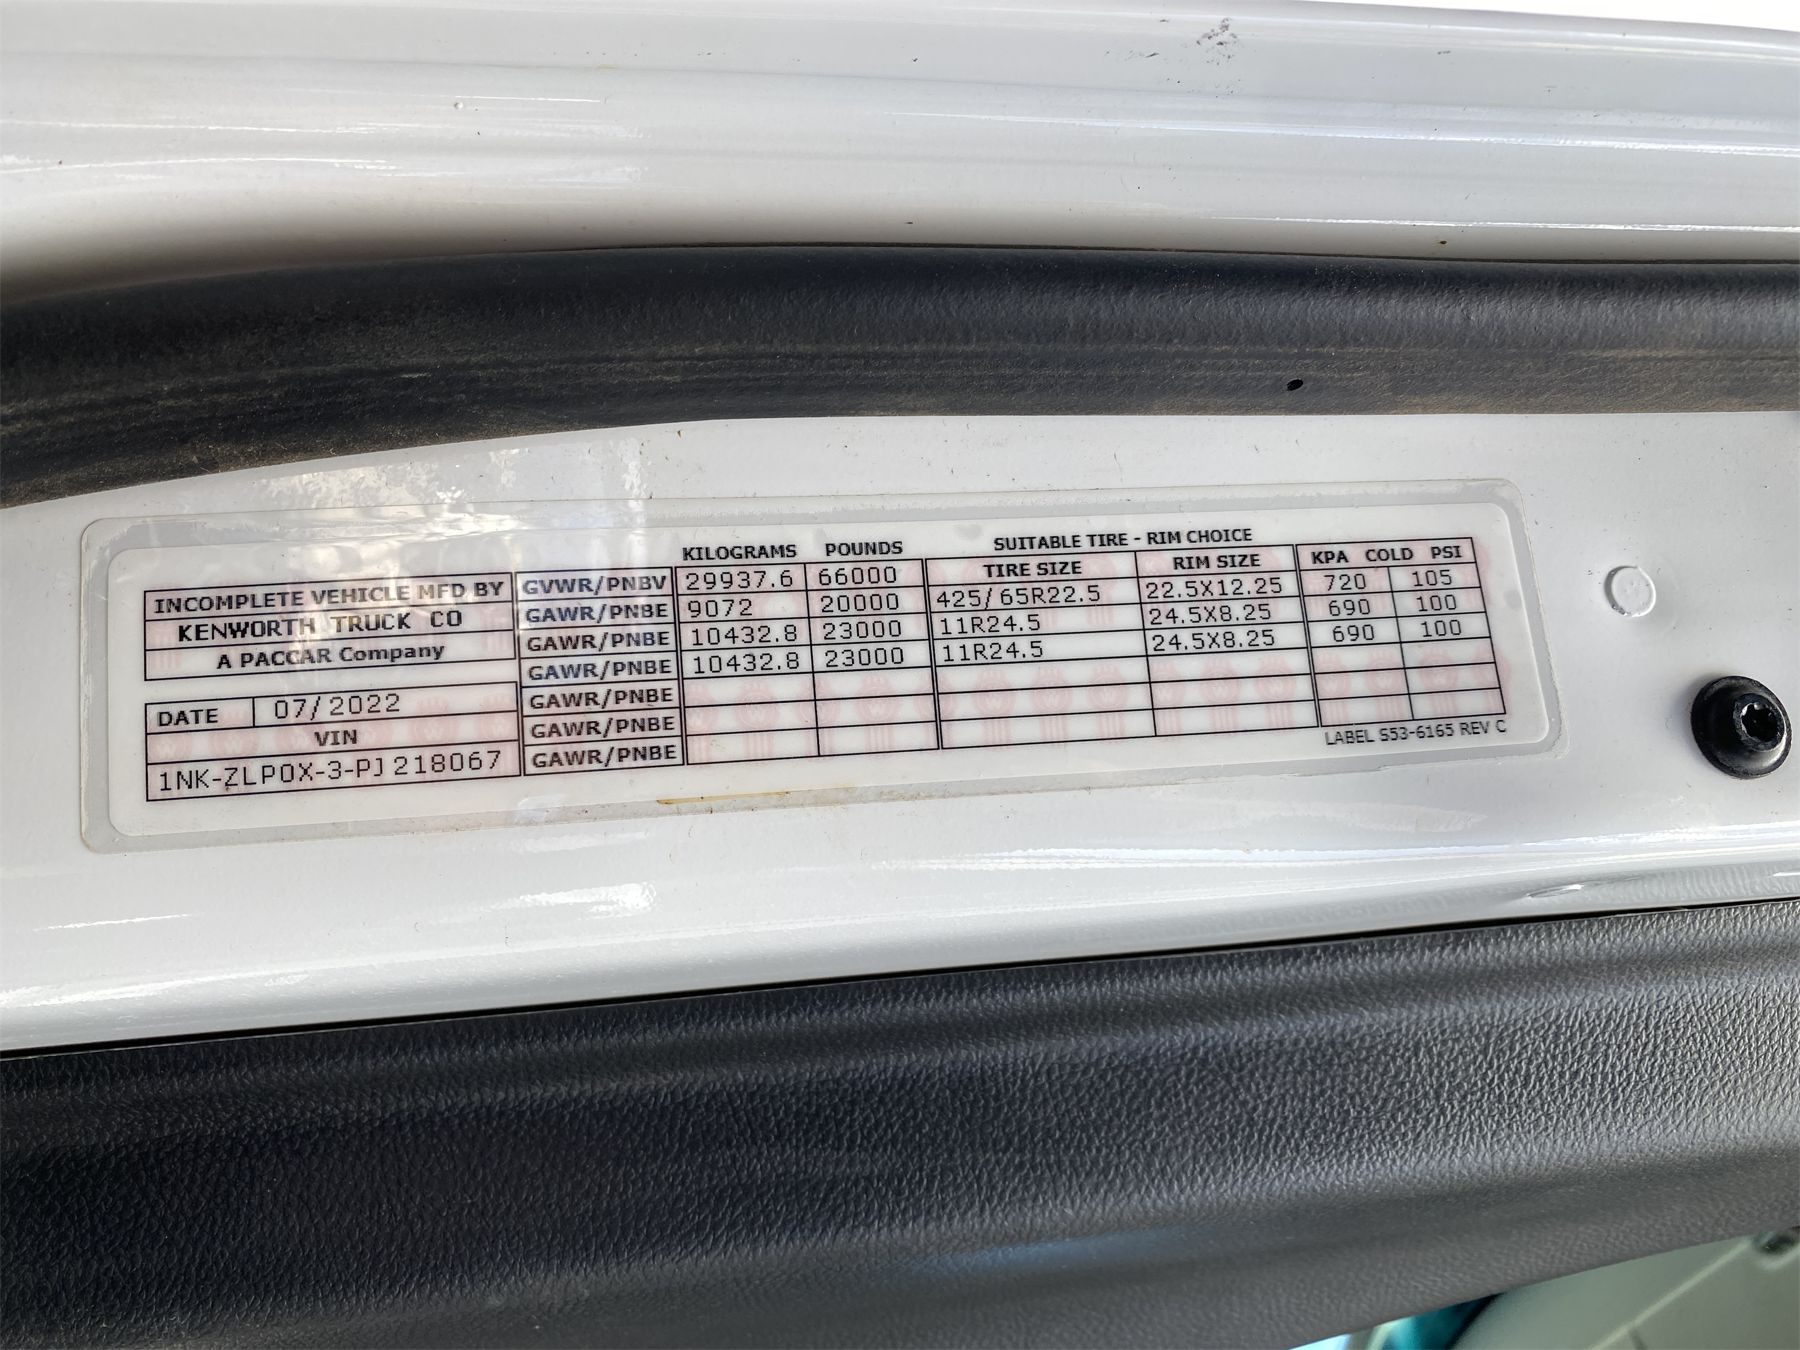 KILOGRAMS POUNDS SUITABLE TIRE - RIM CHOICE
INCOMPLETE VEHICLE MFD BY
KENWORTH TRUCK CO
A PACCAR Company
DATE 07/2022
VIN
1NK-ZLP0X-3-PJ218067
TIRE SIZE RIM SIZE KPA COLD PSI
GVWR/PNBV 29937.6 66000
GAWR/PNBE 9072 20000 425/65R22.5 22.5X12.25 720 105
GAWR/PNBE 10432.8 23000 11R24.5 24.5X8.25 690 100
GAWR/PNBE 10432.8 23000 11R24.5 24.5X8.25 690 100
GAWR/PNBE
GAWR/PNBE
GAWR/PNBE
LABEL S53-6165 REV C